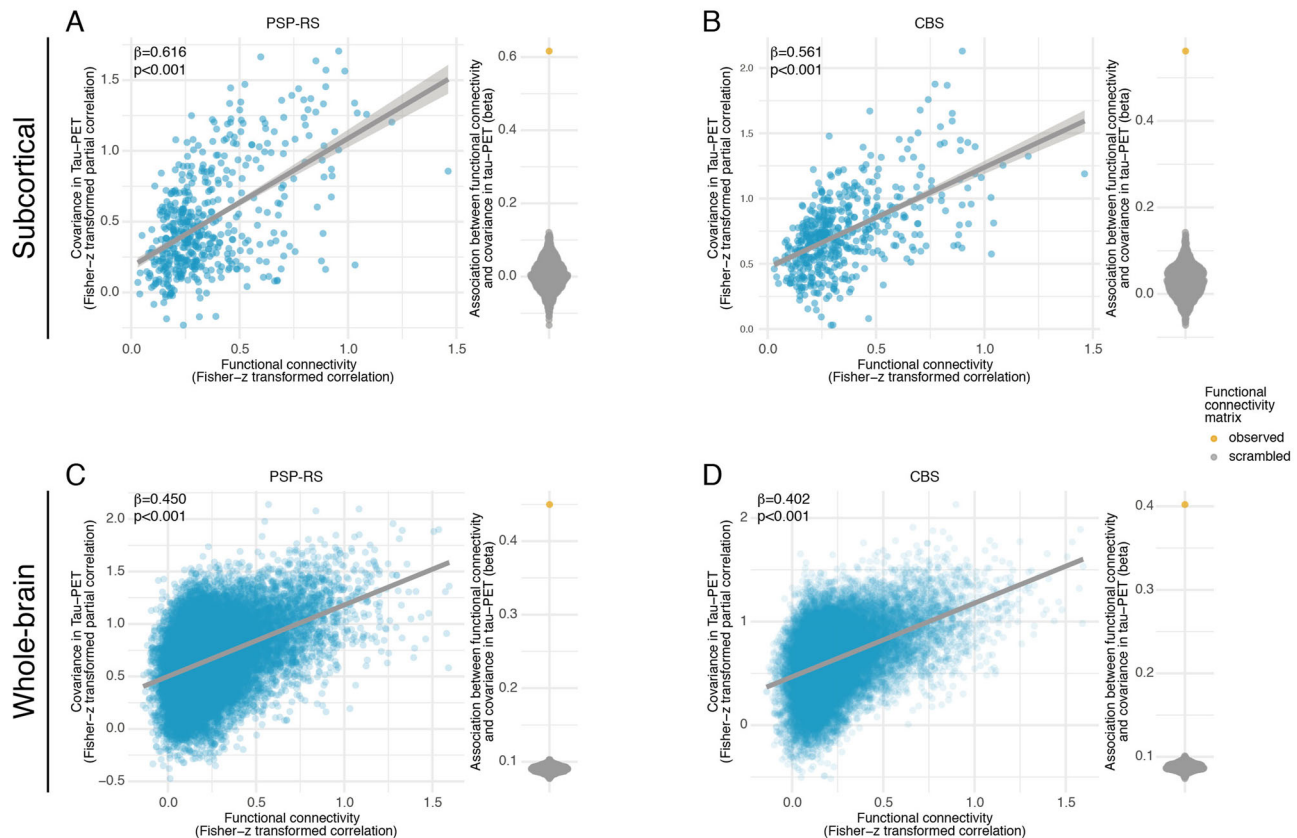 Subcortical
A
PSP-RS
β=0.616
p<0.001
Covariance in Tau−PET
(Fisher−z transformed partial correlation)
1.5
1.0
0.5
0.0
0.0
0.5
1.0
1.5
Functional connectivity
(Fisher−z transformed correlation)
Association between functional connectivity
and covariance in tau−PET (beta)
0.6
0.4
0.2
0.0
B
CBS
β=0.561
p<0.001
Covariance in Tau−PET
(Fisher−z transformed partial correlation)
2.0
1.5
1.0
0.5
0.0
0.0
0.5
1.0
1.5
Functional connectivity
(Fisher−z transformed correlation)
Association between functional connectivity
and covariance in tau−PET (beta)
0.4
0.2
0.0
Functional
connectivity
matrix
observed
scrambled
Whole-brain
C
PSP-RS
β=0.450
p<0.001
Covariance in Tau−PET
(Fisher−z transformed partial correlation)
2.0
1.5
1.0
0.5
0.0
−0.5
0.0
0.5
1.0
1.5
Functional connectivity
(Fisher−z transformed correlation)
Association between functional connectivity
and covariance in tau−PET (beta)
0.4
0.3
0.2
0.1
D
CBS
β=0.402
p<0.001
Covariance in Tau−PET
(Fisher−z transformed partial correlation)
2
1
0
0.0
0.5
1.0
1.5
Functional connectivity
(Fisher−z transformed correlation)
Association between functional connectivity
and covariance in tau−PET (beta)
0.4
0.3
0.2
0.1